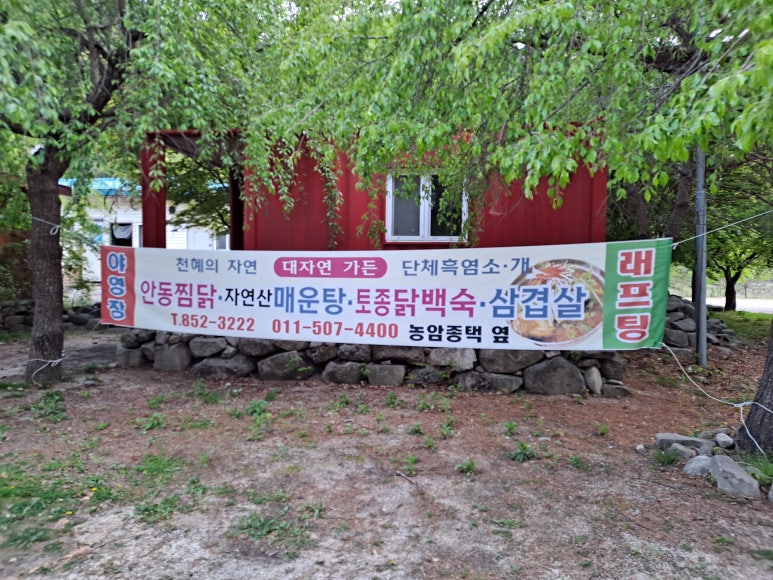 야영장
천혜의 자연 대자연 가든 단체흑염소·개
안동찜닭·자연산매운탕·토종닭백숙·삼겹살
T.852-3222 011-507-4400 농암종택 옆
래프팅